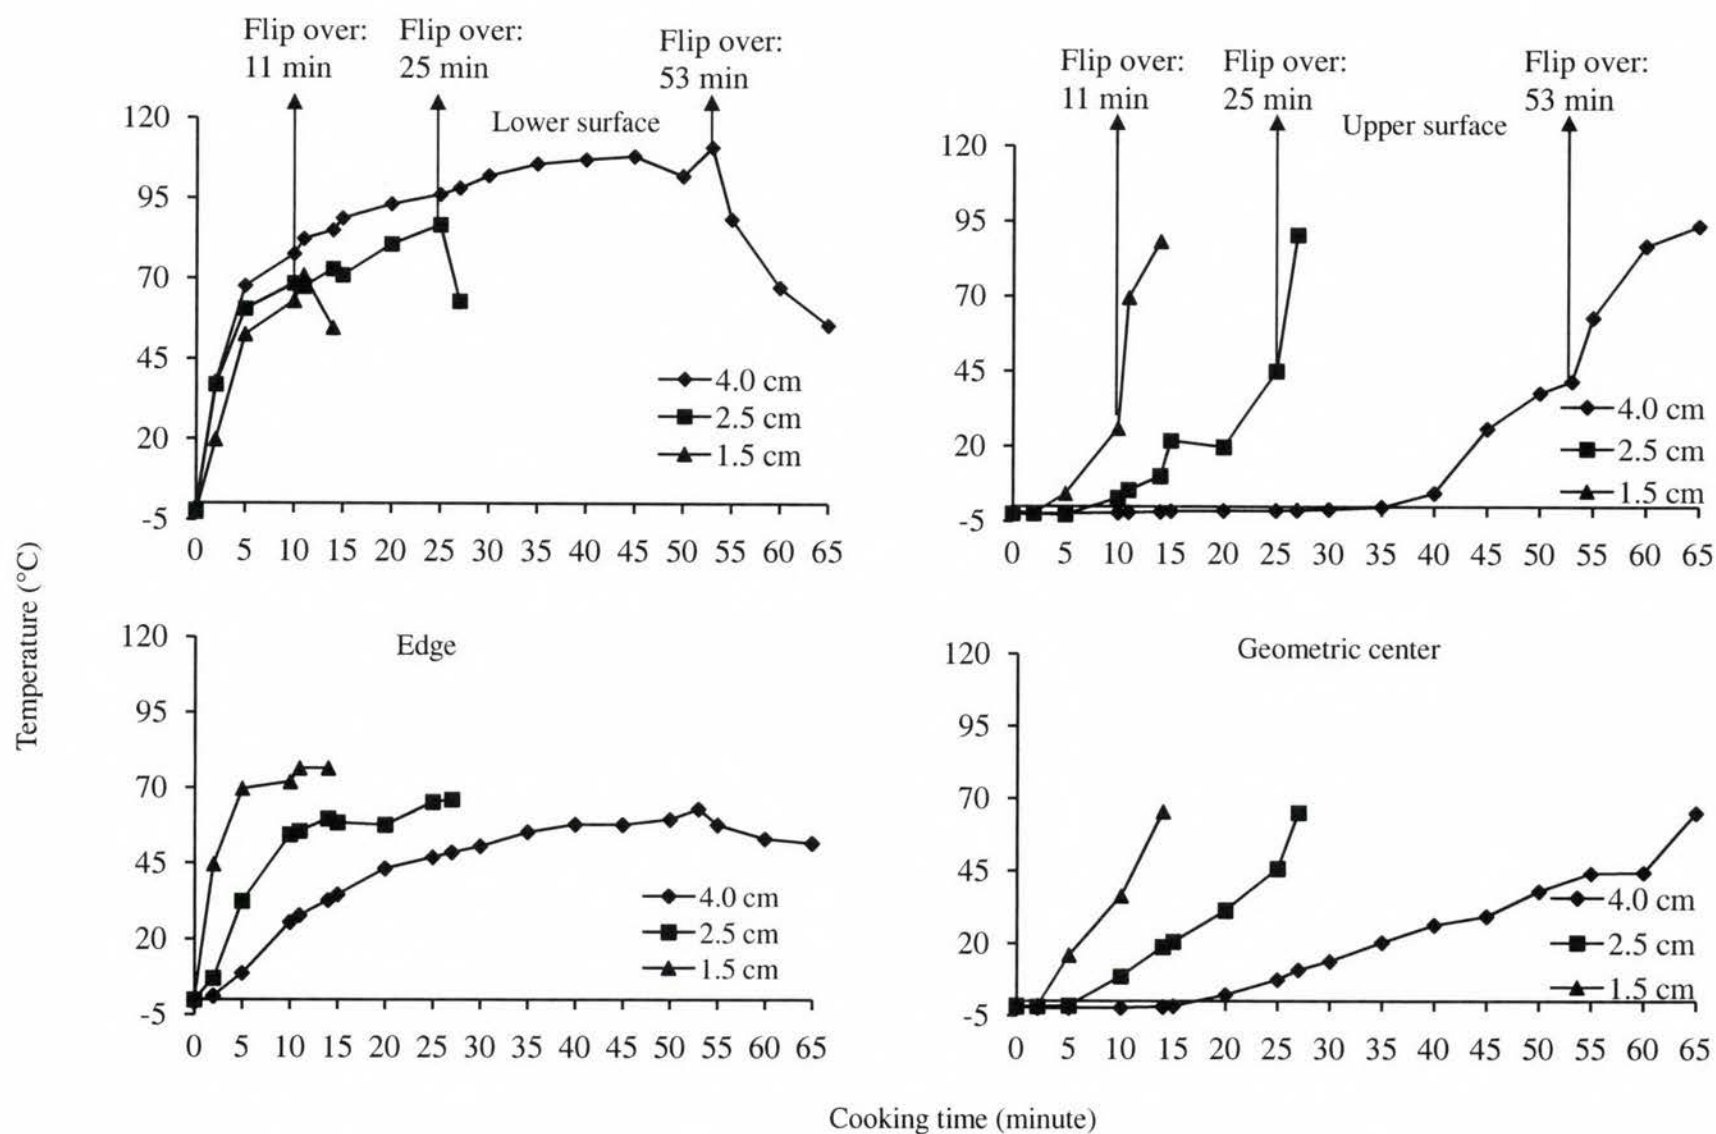 Flip over: Flip over: Flip over:
11 min 25 min 53 min
Lower surface
120
95
70
45
20
-5
0 5 10 15 20 25 30 35 40 45 50 55 60 65
4.0 cm
2.5 cm
1.5 cm
Flip over: Flip over: Flip over:
11 min 25 min 53 min
Upper surface
120
95
70
45
20
-5
0 5 10 15 20 25 30 35 40 45 50 55 60 65
4.0 cm
2.5 cm
1.5 cm
Temperature (°C)
Edge
120
95
70
45
20
-5
0 5 10 15 20 25 30 35 40 45 50 55 60 65
4.0 cm
2.5 cm
1.5 cm
Geometric center
120
95
70
45
20
-5
0 5 10 15 20 25 30 35 40 45 50 55 60 65
4.0 cm
2.5 cm
1.5 cm
Cooking time (minute)